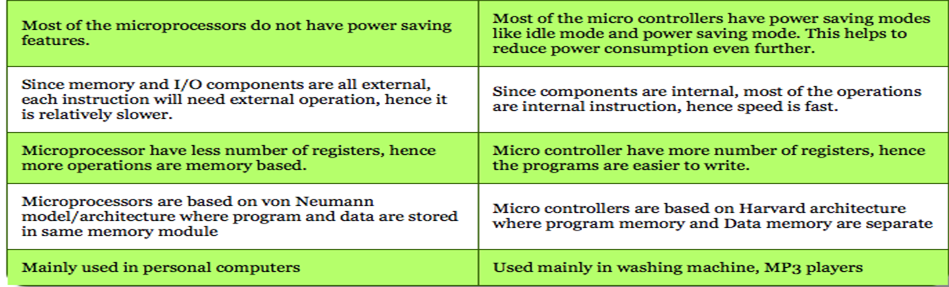 Most of the microprocessors do not have power saving
features.
Most of the micro controllers have power saving modes
like idle mode and power saving mode. This helps to
reduce power consumption even further.
Since memory and I/O components are all external,
each instruction will need external operation, hence it
is relatively slower.
Since components are internal, most of the operations
are internal instruction, hence speed is fast.
Microprocessor have less number of registers, hence
more operations are memory based.
Micro controller have more number of registers, hence
the programs are easier to write.
Microprocessors are based on von Neumann
model/architecture where program and data are stored
in same memory module
Micro controllers are based on Harvard architecture
where program memory and Data memory are separate
Mainly used in personal computers
Used mainly in washing machine, MP3 players